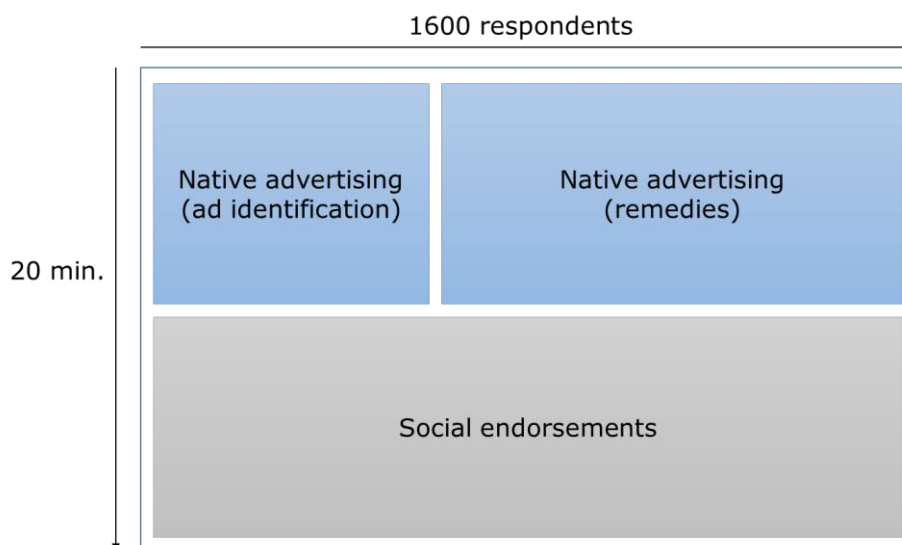 1600 respondents
Native advertising
(ad identification)
Native advertising
(remedies)
20 min.
Social endorsements